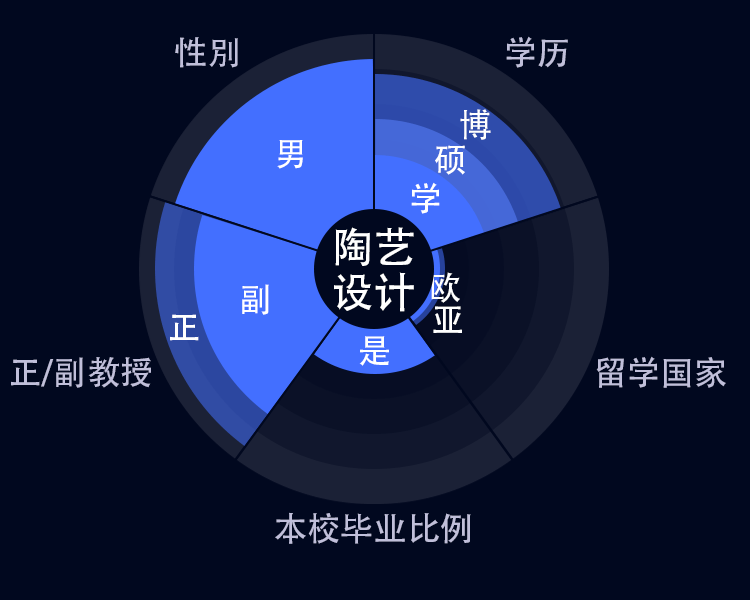 性別
学历
男
博
硕
学
陶艺
设计
副
正
欧
亚
是
正/副教授
留学国家
本校毕业比例